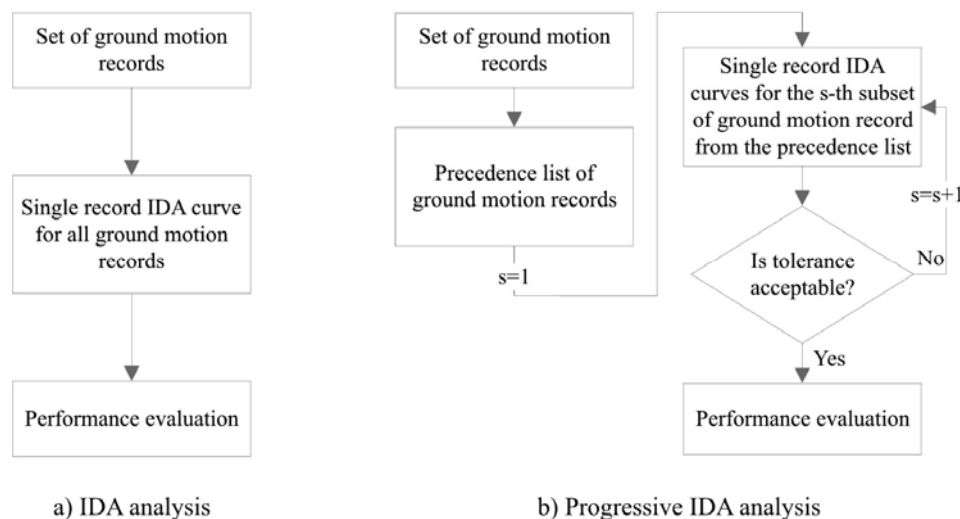 Set of ground motion
records
Single record IDA curve
for all ground motion
records
Performance evaluation
a) IDA analysis
Set of ground motion
records
Precedence list of
ground motion records
s=1
Single record IDA
curves for the s-th subset
of ground motion record
from the precedence list
s=s+1
Is tolerance
acceptable?
No
Yes
Performance evaluation
b) Progressive IDA analysis